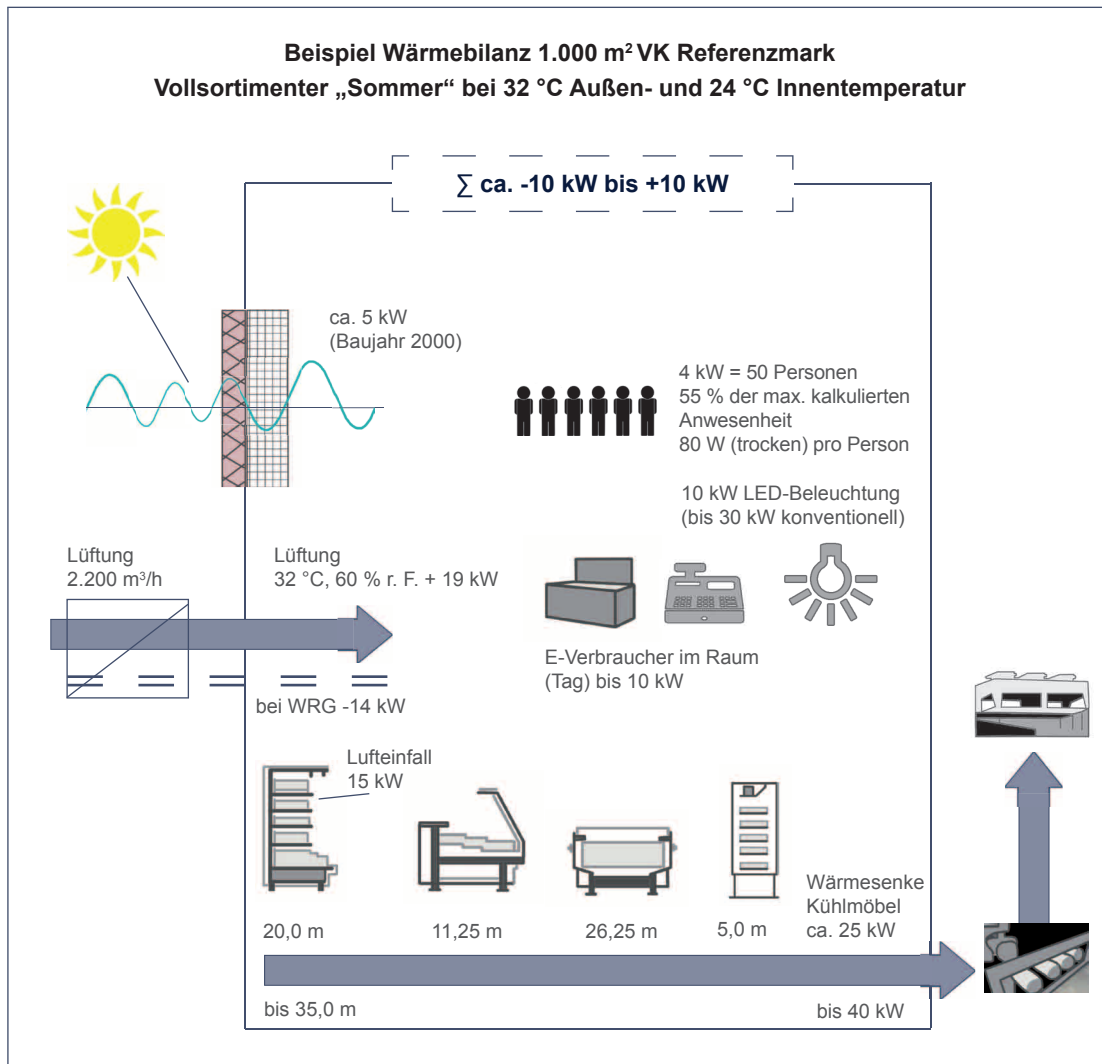 Beispiel Wärmebilanz 1.000 m² VK Referenzmark
Vollsortimenter „Sommer“ bei 32 °C Außen- und 24 °C Innentemperatur
∑ ca. -10 kW bis +10 kW
ca. 5 kW
(Baujahr 2000)
4 kW = 50 Personen
55 % der max. kalkulierten
Anwesenheit
80 W (trocken) pro Person
10 kW LED-Beleuchtung
(bis 30 kW konventionell)
Lüftung
2.200 m³/h
Lüftung
32 °C, 60 % r. F. + 19 kW
E-Verbraucher im Raum
(Tag) bis 10 kW
bei WRG -14 kW
Lufteinfall
15 kW
Wärmesenke
Kühlmöbel
ca. 25 kW
20,0 m
11,25 m
26,25 m
5,0 m
bis 35,0 m
bis 40 kW